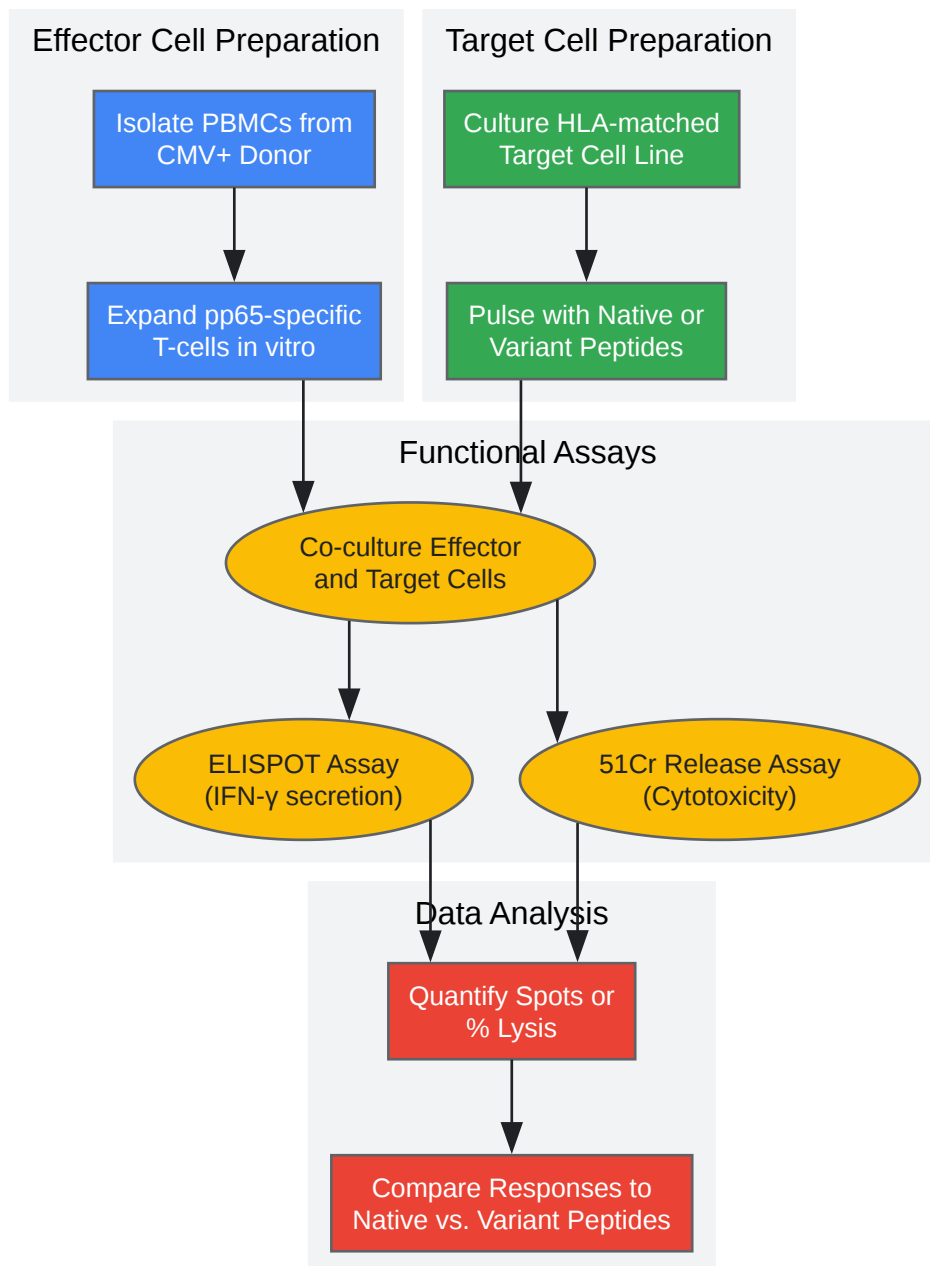 Effector Cell Preparation
Target Cell Preparation
Isolate PBMCs from
CMV+ Donor
Culture HLA-matched
Target Cell Line
Expand pp65-specific
T-cells in vitro
Pulse with Native or
Variant Peptides
Functional Assays
Co-culture Effector
and Target Cells
ELISPOT Assay
(IFN-γ secretion)
51Cr Release Assay
(Cytotoxicity)
Data Analysis
Quantify Spots or
% Lysis
Compare Responses to
Native vs. Variant Peptides